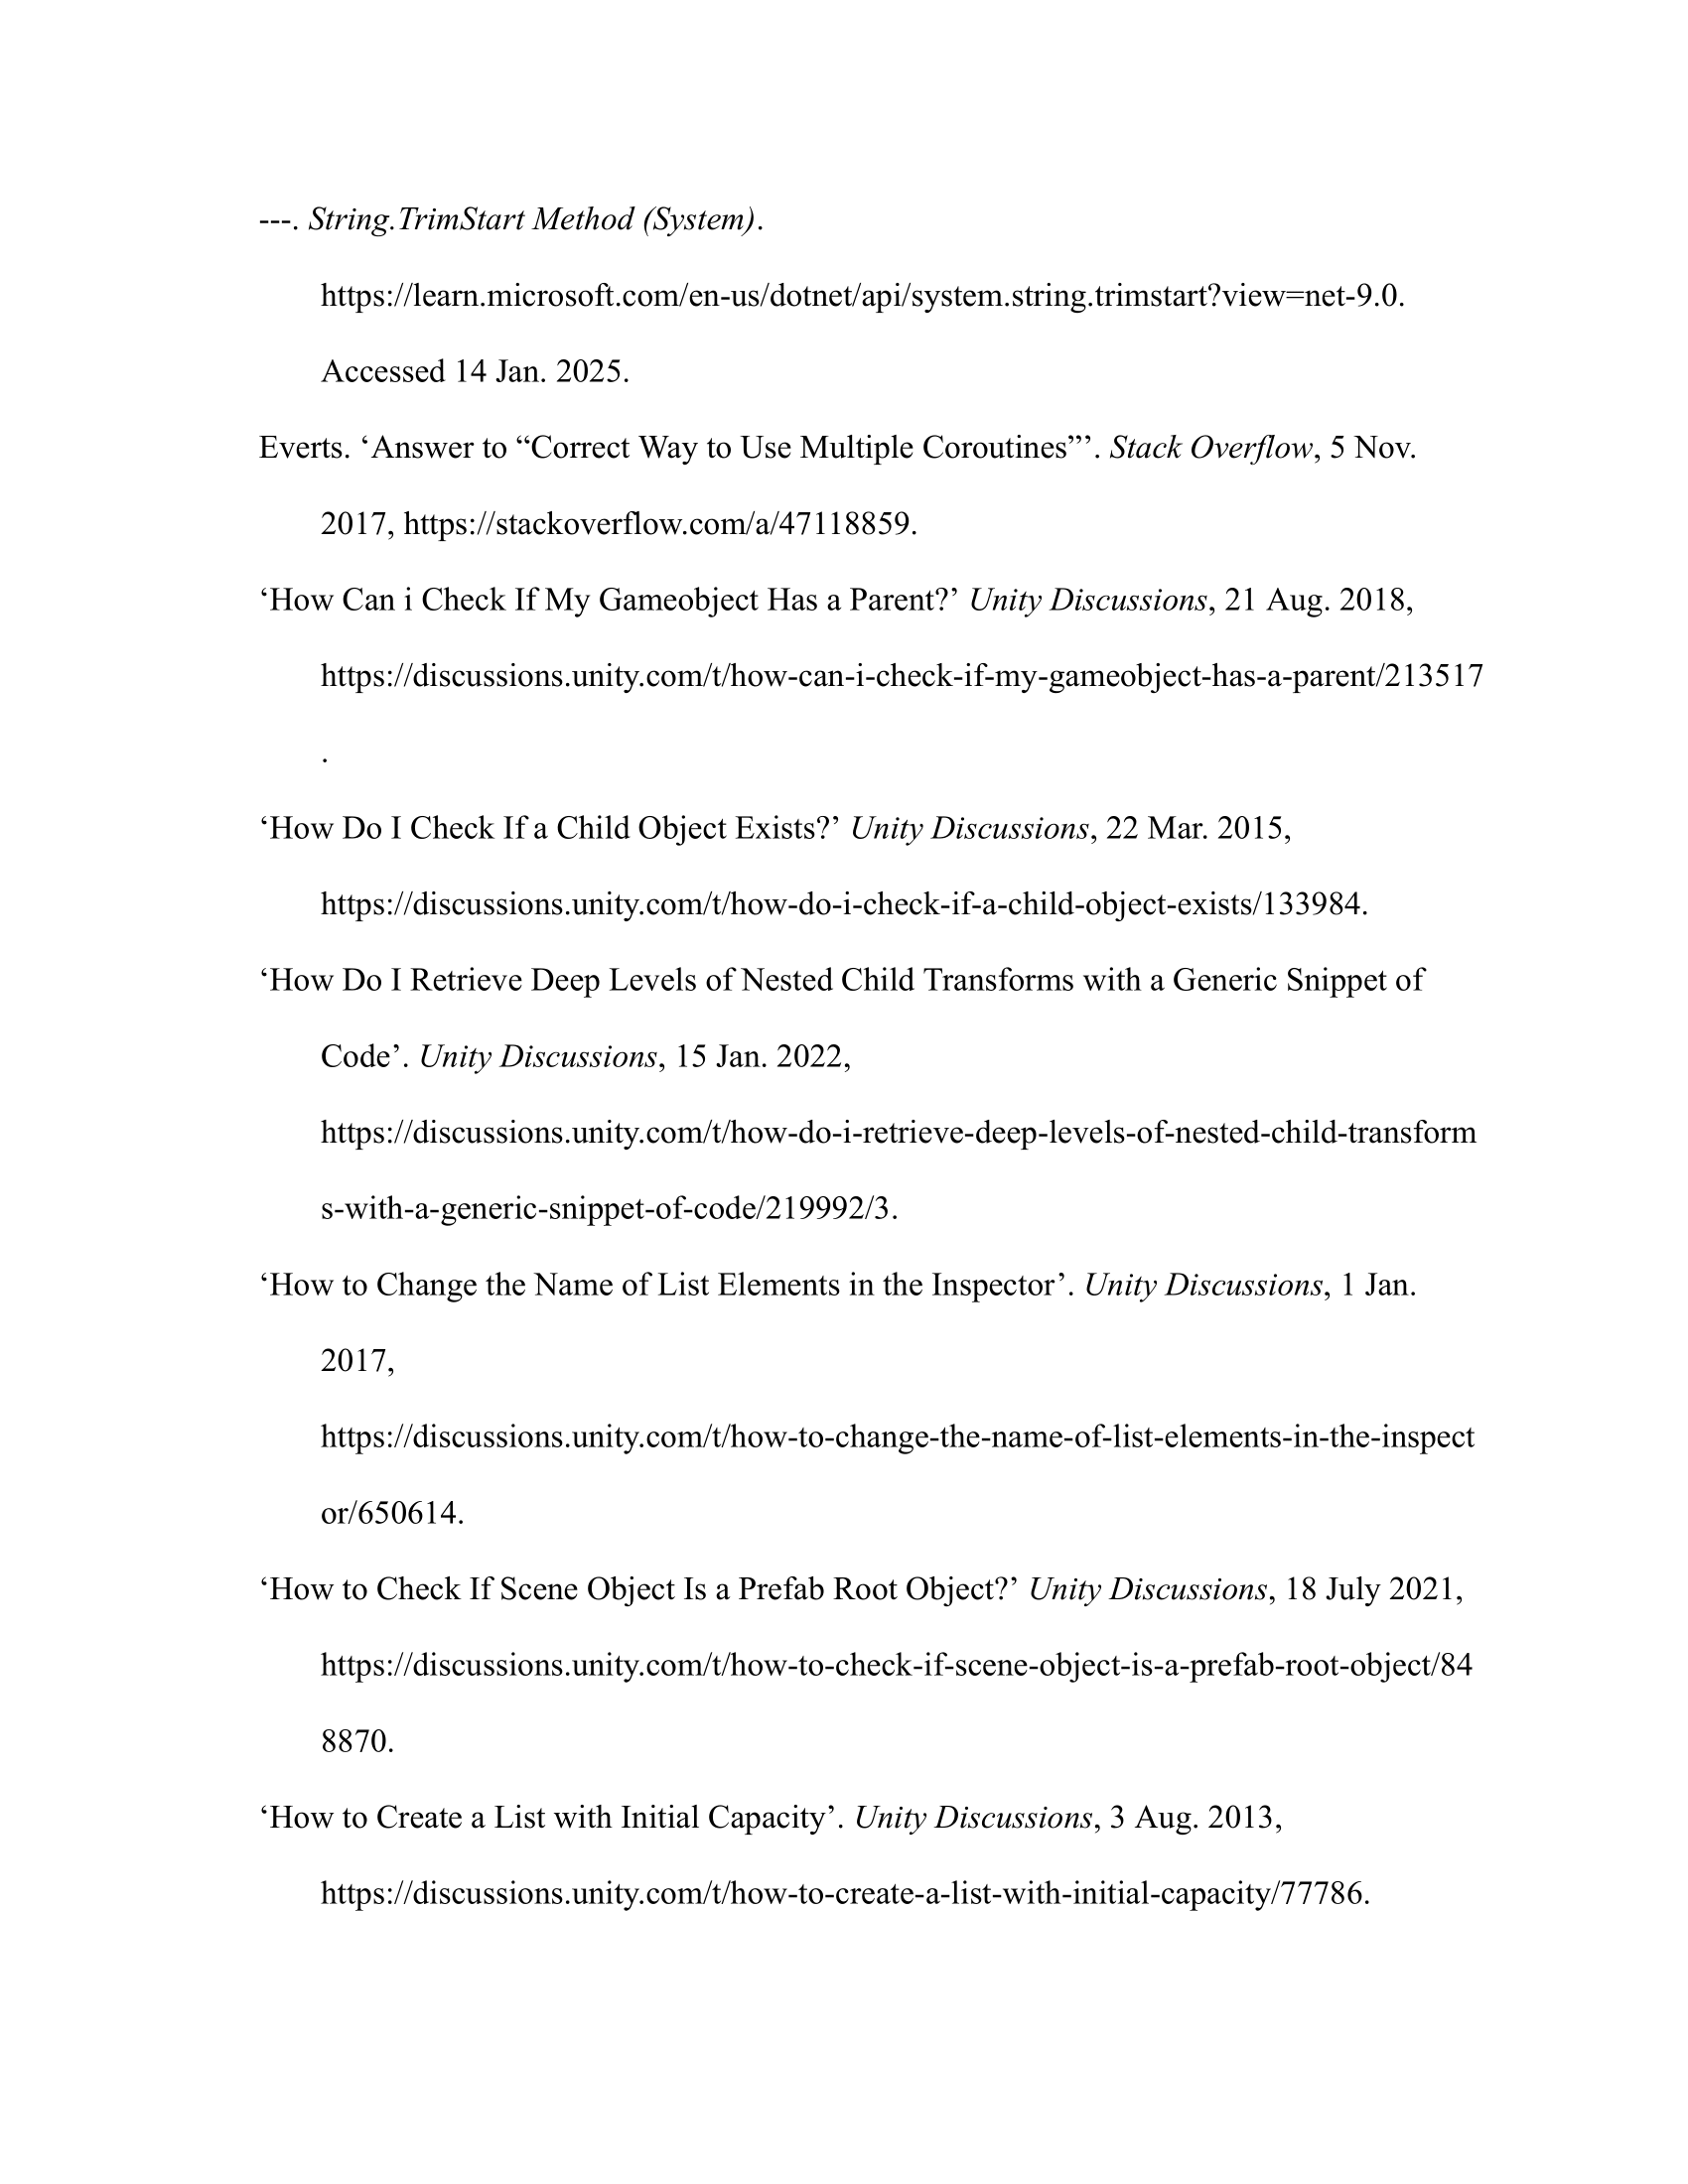 ---. String.TrimStart Method (System).
https://learn.microsoft.com/en-us/dotnet/api/system.string.trimstart?view=net-9.0.
Accessed 14 Jan. 2025.
Everts. ‘Answer to “Correct Way to Use Multiple Coroutines”’. Stack Overflow, 5 Nov.
2017, https://stackoverflow.com/a/47118859.
‘How Can i Check If My Gameobject Has a Parent?’ Unity Discussions, 21 Aug. 2018,
https://discussions.unity.com/t/how-can-i-check-if-my-gameobject-has-a-parent/213517
.
‘How Do I Check If a Child Object Exists?’ Unity Discussions, 22 Mar. 2015,
https://discussions.unity.com/t/how-do-i-check-if-a-child-object-exists/133984.
‘How Do I Retrieve Deep Levels of Nested Child Transforms with a Generic Snippet of
Code’. Unity Discussions, 15 Jan. 2022,
https://discussions.unity.com/t/how-do-i-retrieve-deep-levels-of-nested-child-transform
s-with-a-generic-snippet-of-code/219992/3.
‘How to Change the Name of List Elements in the Inspector’. Unity Discussions, 1 Jan.
2017,
https://discussions.unity.com/t/how-to-change-the-name-of-list-elements-in-the-inspect
or/650614.
‘How to Check If Scene Object Is a Prefab Root Object?’ Unity Discussions, 18 July 2021,
https://discussions.unity.com/t/how-to-check-if-scene-object-is-a-prefab-root-object/84
8870.
‘How to Create a List with Initial Capacity’. Unity Discussions, 3 Aug. 2013,
https://discussions.unity.com/t/how-to-create-a-list-with-initial-capacity/77786.